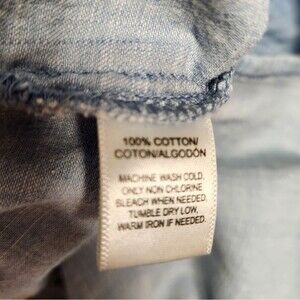 100% COTTON/
COTON/ALGODÓN
MACHINE WASH COLD.
ONLY NON CHLORINE
BLEACH WHEN NEEDED.
TUMBLE DRY LOW,
WARM IRON IF NEEDED.